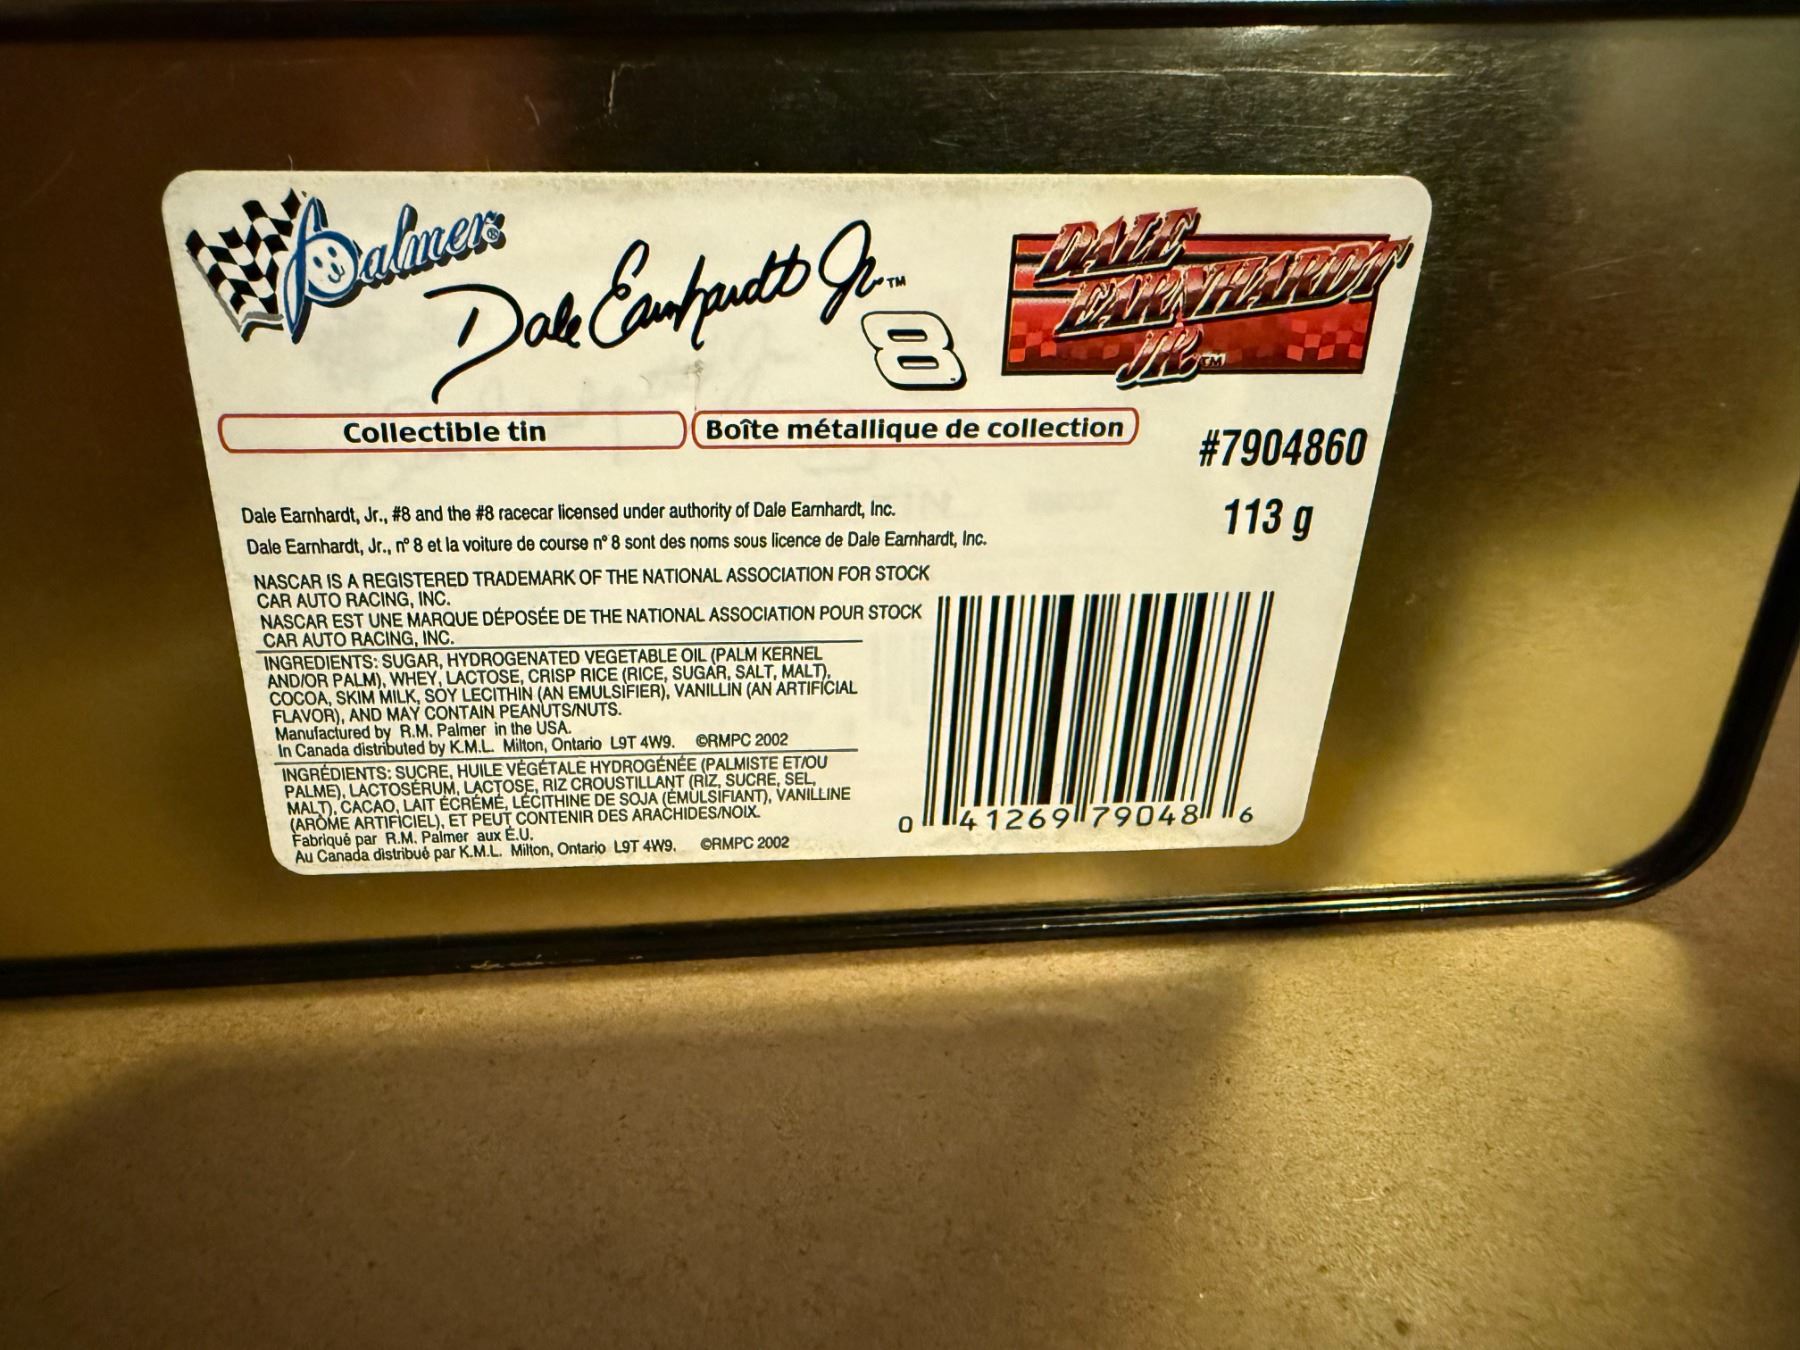 Palmer®
Dale Earnhardt Jr.™
8
DALE
EARNHARDT
JR.™
Collectible tin
Boîte métallique de collection
#7904860
113 g
Dale Earnhardt, Jr., #8 and the #8 racecar licensed under authority of Dale Earnhardt, Inc.
Dale Earnhardt, Jr., nº 8 et la voiture de course nº 8 sont des noms sous licence de Dale Earnhardt, Inc.
NASCAR IS A REGISTERED TRADEMARK OF THE NATIONAL ASSOCIATION FOR STOCK
CAR AUTO RACING, INC.
NASCAR EST UNE MARQUE DÉPOSÉE DE THE NATIONAL ASSOCIATION POUR STOCK
CAR AUTO RACING, INC.
INGREDIENTS: SUGAR, HYDROGENATED VEGETABLE OIL (PALM KERNEL
AND/OR PALM), WHEY, LACTOSE, CRISP RICE (RICE, SUGAR, SALT, MALT),
COCOA, SKIM MILK, SOY LECITHIN (AN EMULSIFIER), VANILLIN (AN ARTIFICIAL
FLAVOR), AND MAY CONTAIN PEANUTS/NUTS.
Manufactured by R.M. Palmer in the USA.
In Canada distributed by K.M.L. Milton, Ontario L9T 4W9. ©RMPC 2002
INGRÉDIENTS: SUCRE, HUILE VÉGÉTALE HYDROGÉNÉE (PALMISTE ET/OU
PALME), LACTOSÉRUM, LACTOSE, RIZ CROUSTILLANT (RIZ, SUCRE, SEL,
MALT), CACAO, LAIT ÉCRÉMÉ, LÉCITHINE DE SOJA (ÉMULSIFIANT), VANILLINE
(ARÔME ARTIFICIEL), ET PEUT CONTENIR DES ARACHIDES/NOIX.
Fabriqué par R.M. Palmer aux É.U.
Au Canada distribué par K.M.L. Milton, Ontario L9T 4W9. ©RMPC 2002
0 41269 79048 6